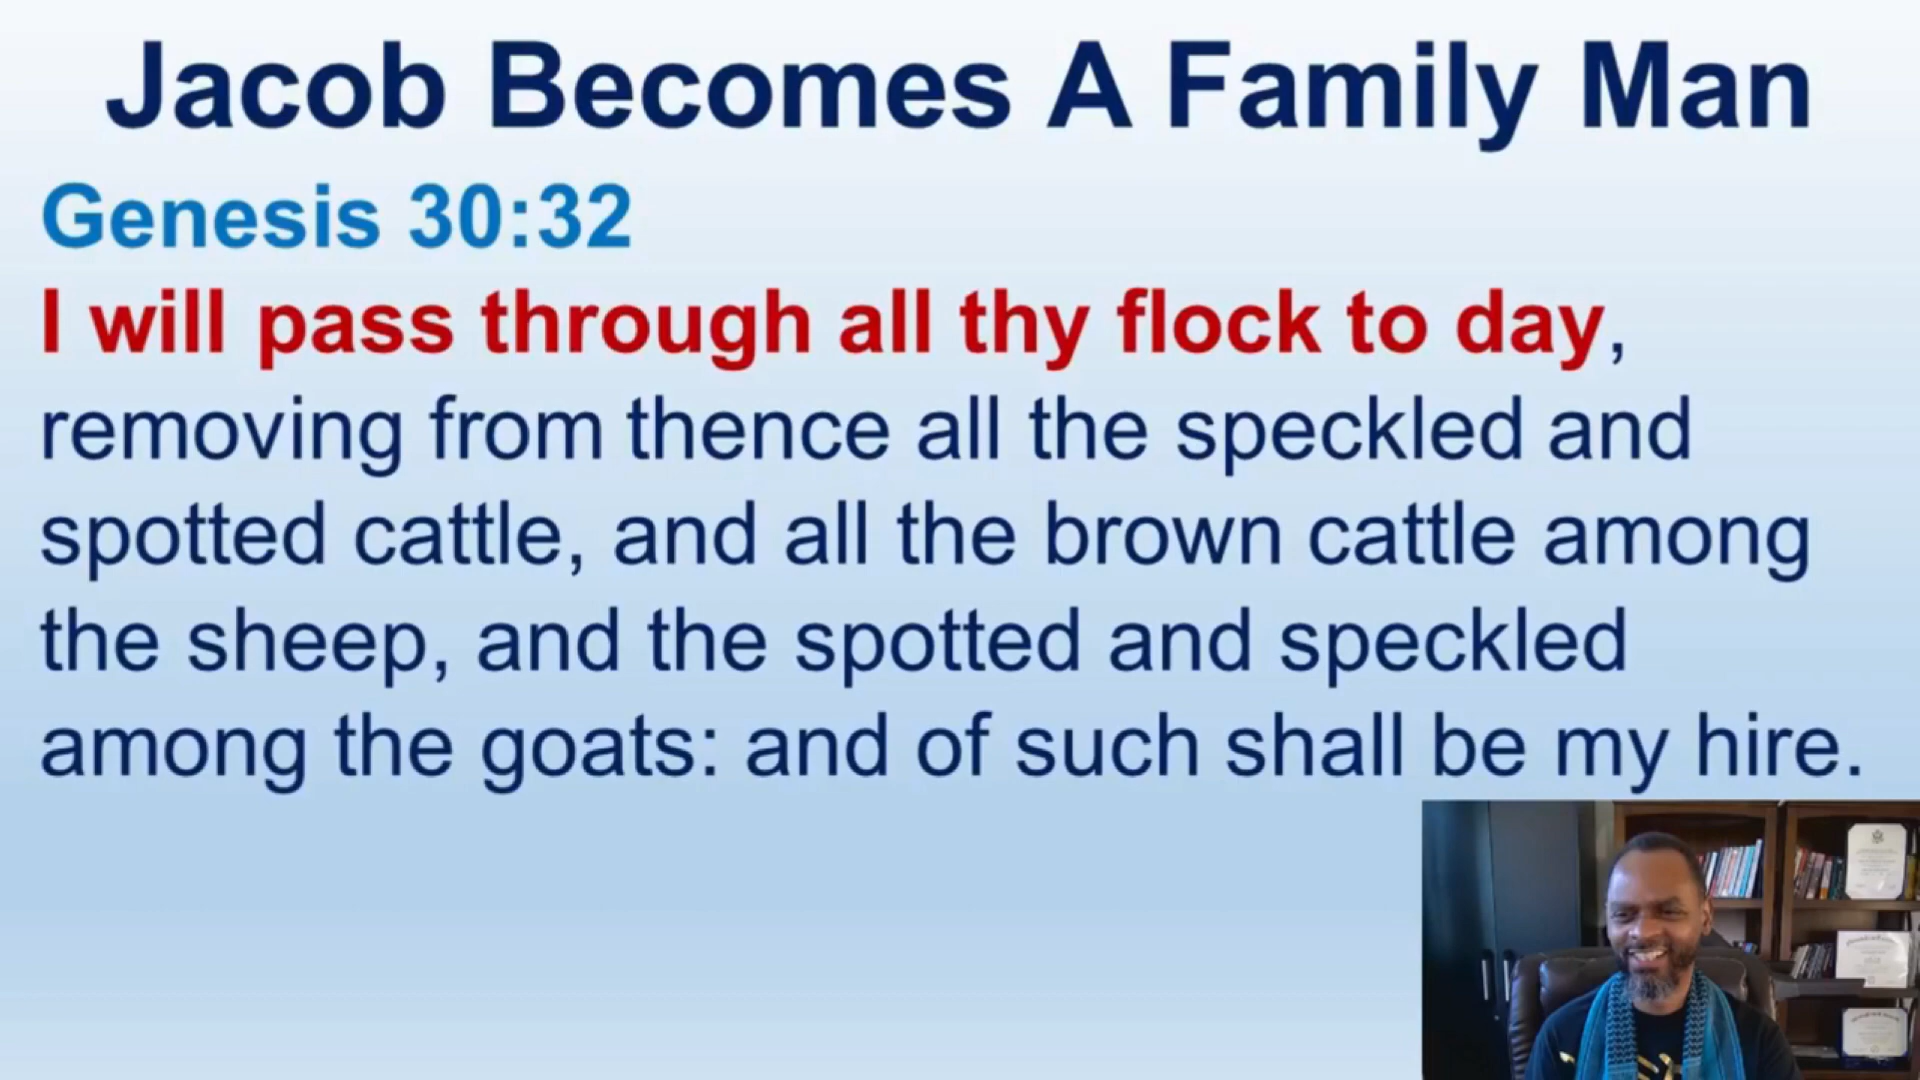 Jacob Becomes A Family Man
Genesis 30:32
I will pass through all thy flock to day,
removing from thence all the speckled and
spotted cattle, and all the brown cattle among
the sheep, and the spotted and speckled
among the goats: and of such shall be my hire.